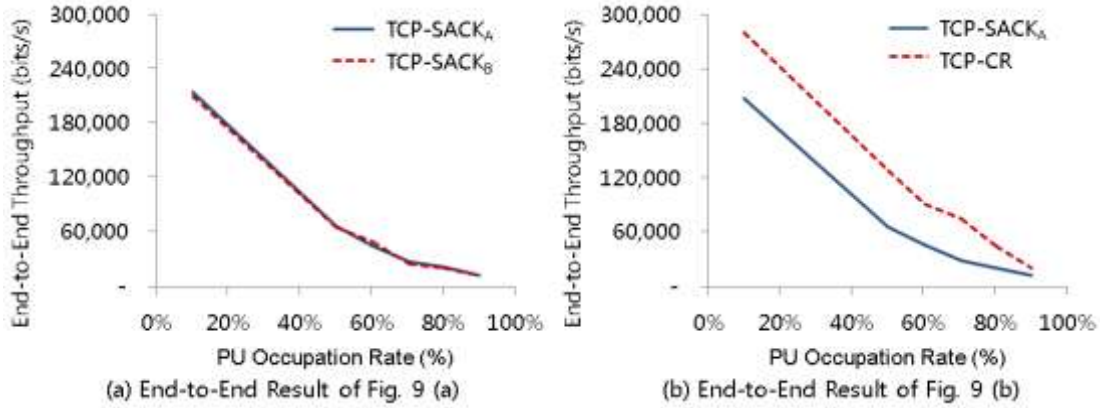 End-to-End Throughput (bits/s)
300,000
240,000
180,000
120,000
60,000
-
TCP-SACK_A
TCP-SACK_B
0% 20% 40% 60% 80% 100%
PU Occupation Rate (%)
(a) End-to-End Result of Fig. 9 (a)
End-to-End Throughput (bits/s)
300,000
240,000
180,000
120,000
60,000
-
TCP-SACK_A
TCP-CR
0% 20% 40% 60% 80% 100%
PU Occupation Rate (%)
(b) End-to-End Result of Fig. 9 (b)